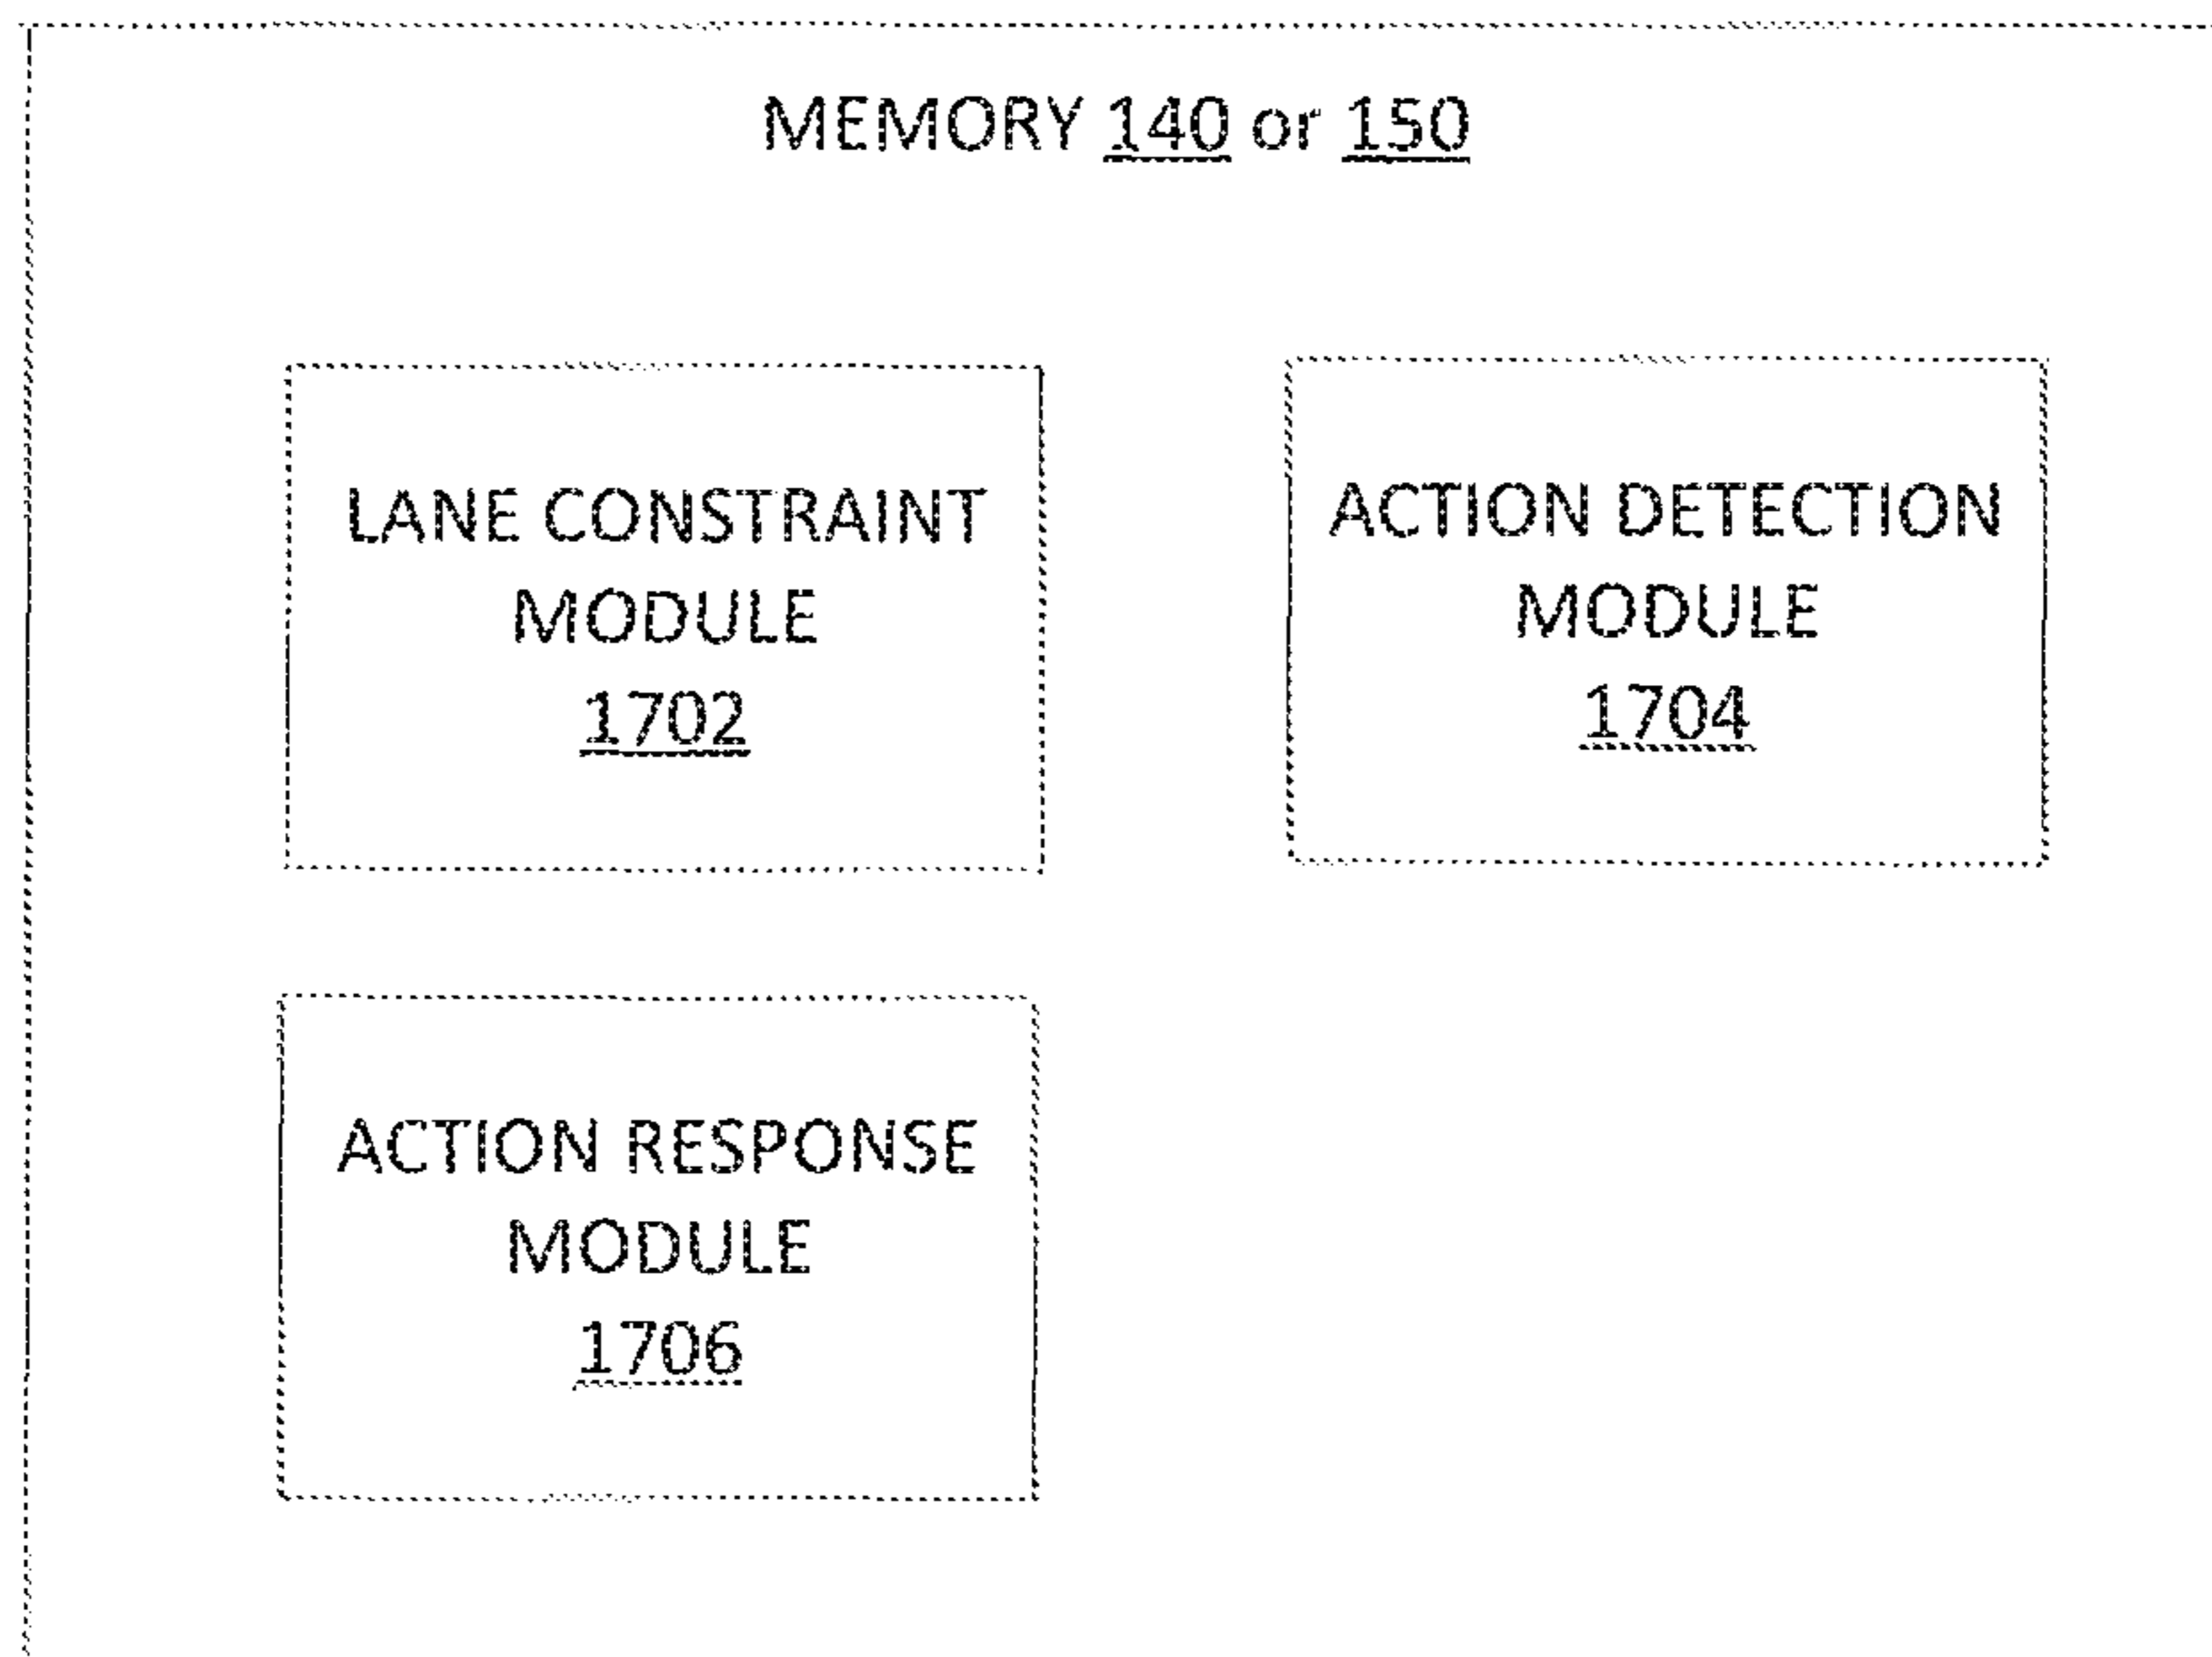 MEMORY 140 or 150
LANE CONSTRAINT
MODULE
1702
ACTION DETECTION
MODULE
1704
ACTION RESPONSE
MODULE
1706